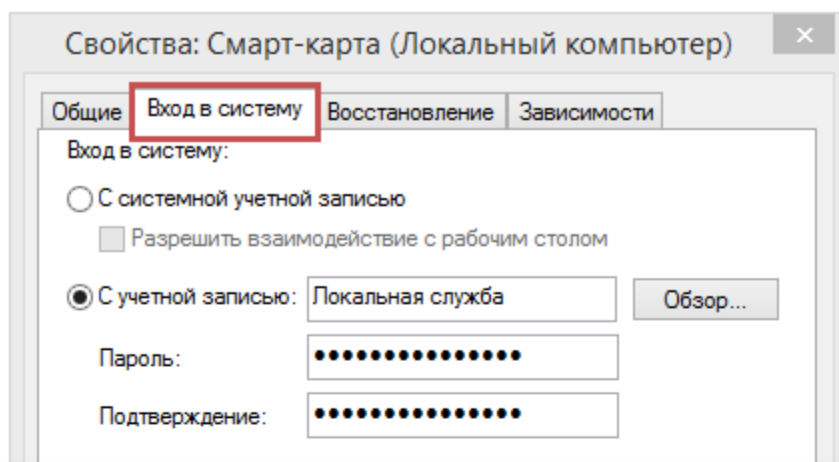 Свойства: Смарт-карта (Локальный компьютер)
Общие Вход в систему Восстановление Зависимости
Вход в систему:
С системной учетной записью
Разрешить взаимодействие с рабочим столом
С учетной записью: Локальная служба Обзор...
Пароль: •••••••••••••••
Подтверждение: •••••••••••••••